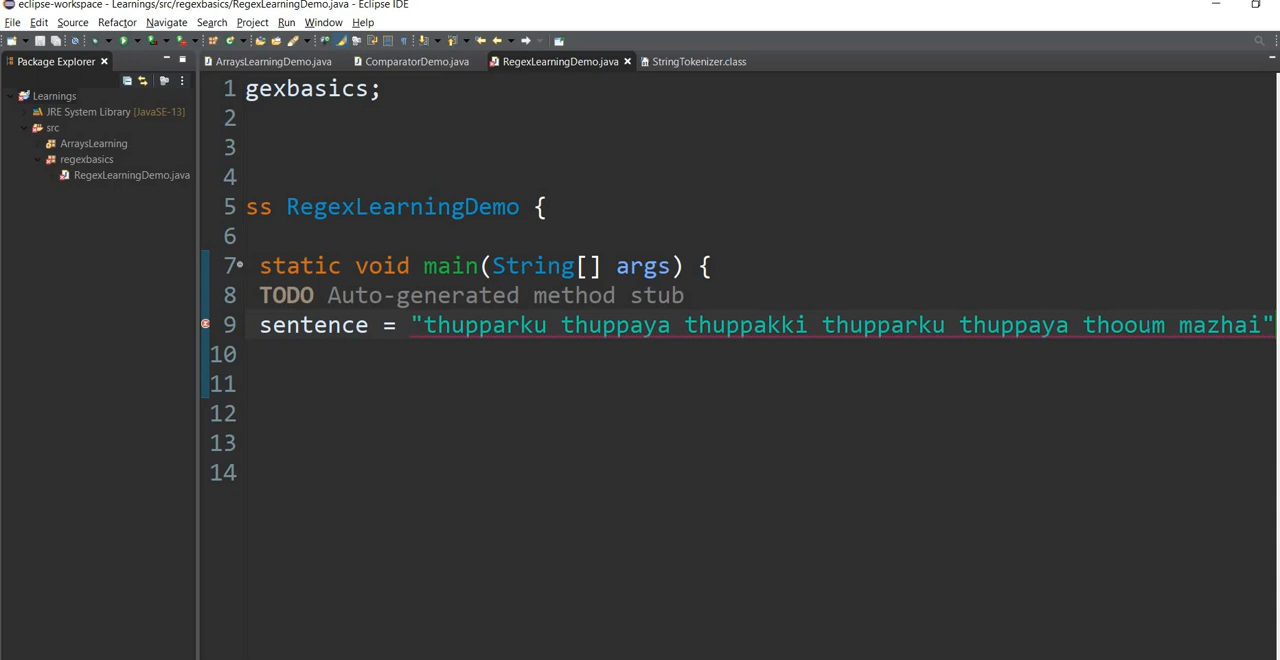 eclipse-workspace - Learnings/src/regexbasics/RegexLearningDemo.java - Eclipse IDE
File Edit Source Refactor Navigate Search Project Run Window Help
Package Explorer
ArraysLearningDemo.java ComparatorDemo.java RegexLearningDemo.java StringTokenizer.class
Learnings
JRE System Library [JavaSE-13]
src
ArraysLearning
regexbasics
RegexLearningDemo.java
1 gexbasics;
2
3
4
5 ss RegexLearningDemo {
6
7 static void main(String[] args) {
8 TODO Auto-generated method stub
9 sentence = "thupparku thuppaya thuppakki thupparku thuppaya thooum mazhai"
10
11
12
13
14